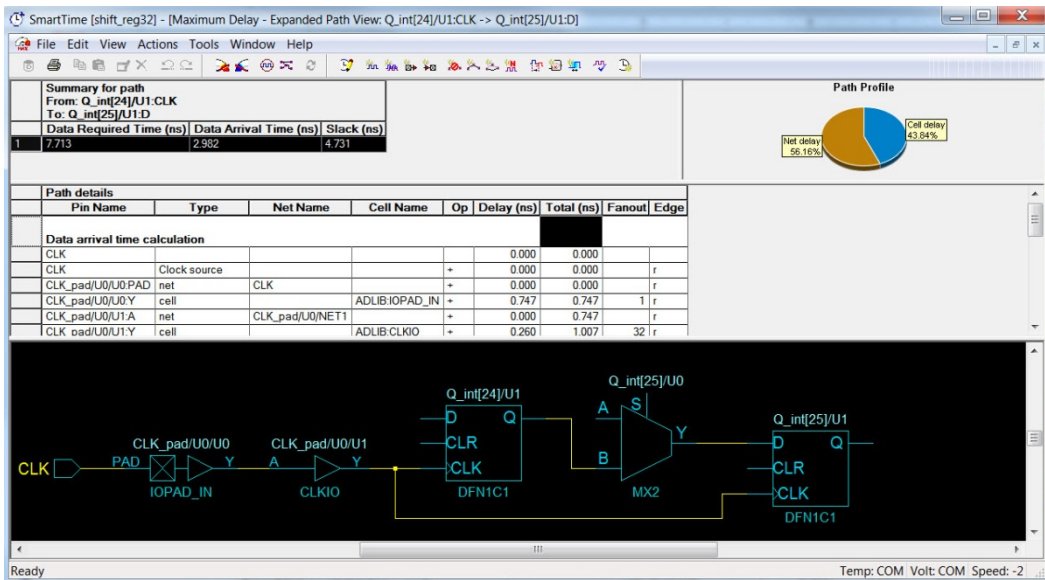 SmartTime [shift_reg32] - [Maximum Delay - Expanded Path View: Q_int[24]/U1:CLK -> Q_int[25]/U1:D]
File Edit View Actions Tools Window Help
Summary for path
From: Q_int[24]/U1:CLK
To: Q_int[25]/U1:D
Data Required Time (ns) Data Arrival Time (ns) Slack (ns)
1 7.713 2.982 4.731
Path Profile
Cell delay
43.84%
Net delay
56.16%
Path details
Pin Name Type Net Name Cell Name Op Delay (ns) Total (ns) Fanout Edge
Data arrival time calculation
CLK 0.000 0.000
CLK Clock source + 0.000 0.000 r
CLK_pad/U0/U0:PAD net CLK + 0.000 0.000 r
CLK_pad/U0/U0:Y cell ADLIB:IOPAD_IN + 0.747 0.747 1 r
CLK_pad/U0/U1:A net CLK_pad/U0/NET1 + 0.000 0.747 r
CLK_pad/U0/U1:Y cell ADLIB:CLKIO + 0.260 1.007 32 r
Q_int[25]/U0
Q_int[24]/U1
A S
Q_int[25]/U1
D Q
Y
CLK_pad/U0/U0 CLK_pad/U0/U1
CLR
D Q
CLK PAD Y A Y
B
CLK
CLR
IOPAD_IN CLKIO DFN1C1 MX2
CLK
DFN1C1
Ready Temp: COM Volt: COM Speed: -2